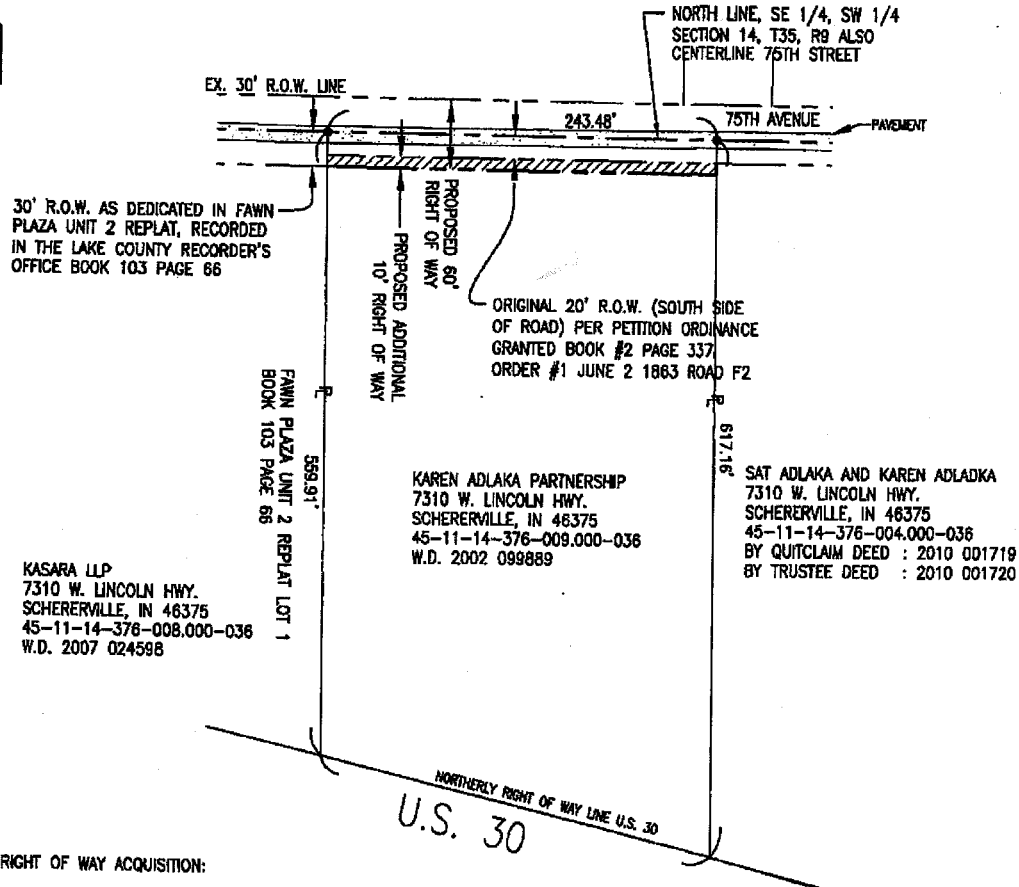 NORTH LINE, SE 1/4, SW 1/4
SECTION 14, T35, R9 ALSO
CENTERLINE 75TH STREET
EX. 30' R.O.W. LINE
243.48'
75TH AVENUE
PAVEMENT
30' R.O.W. AS DEDICATED IN FAWN
PLAZA UNIT 2 REPLAT, RECORDED
IN THE LAKE COUNTY RECORDER'S
OFFICE BOOK 103 PAGE 66
PROPOSED 60'
RIGHT OF WAY
PROPOSED ADDITIONAL
10' RIGHT OF WAY
ORIGINAL 20' R.O.W. (SOUTH SIDE
OF ROAD) PER PETITION ORDINANCE
GRANTED BOOK #2 PAGE 337
ORDER #1 JUNE 2 1863 ROAD F2
PL
PL
FAWN PLAZA UNIT 2 REPLAT LOT 1
BOOK 103 PAGE 66
559.91'
617.16'
KAREN ADLAKA PARTNERSHIP
7310 W. LINCOLN HWY.
SCHERERVILLE, IN 46375
45-11-14-376-009.000-036
W.D. 2002 099889
SAT ADLAKA AND KAREN ADLADKA
7310 W. LINCOLN HWY.
SCHERERVILLE, IN 46375
45-11-14-376-004.000-036
BY QUITCLAIM DEED : 2010 001719
BY TRUSTEE DEED : 2010 001720
KASARA LLP
7310 W. LINCOLN HWY.
SCHERERVILLE, IN 46375
45-11-14-376-008.000-036
W.D. 2007 024598
NORTHERLY RIGHT OF WAY LINE U.S. 30
U.S. 30
RIGHT OF WAY ACQUISITION: